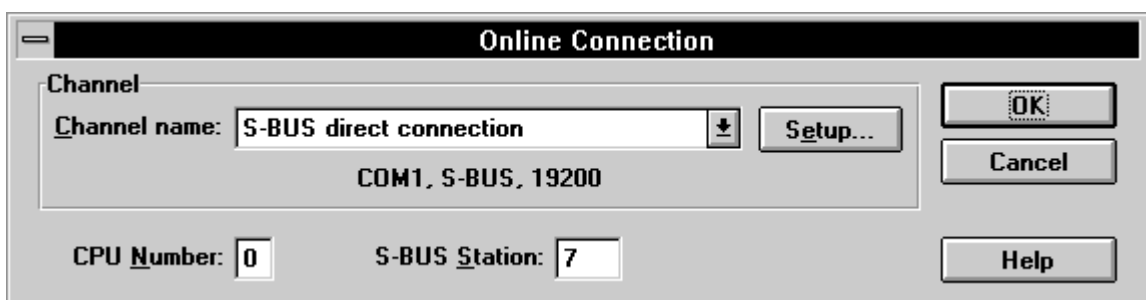 Online Connection
Channel
Channel name: S-BUS direct connection Setup... OK
COM1, S-BUS, 19200 Cancel
CPU Number: 0 S-BUS Station: 7 Help